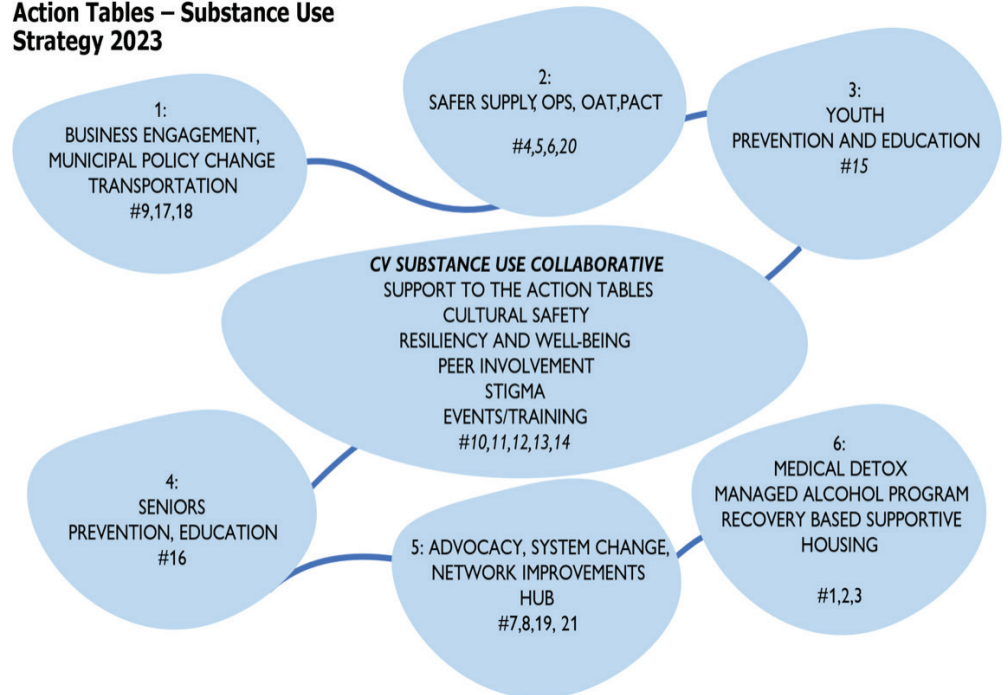 Action Tables – Substance Use
Strategy 2023
1:
BUSINESS ENGAGEMENT,
MUNICIPAL POLICY CHANGE
TRANSPORTATION
#9,17,18
2:
SAFER SUPPLY, OPS, OAT,PACT
#4,5,6,20
3:
YOUTH
PREVENTION AND EDUCATION
#15
CV SUBSTANCE USE COLLABORATIVE
SUPPORT TO THE ACTION TABLES
CULTURAL SAFETY
RESILIENCY AND WELL-BEING
PEER INVOLVEMENT
STIGMA
EVENTS/TRAINING
#10,11,12,13,14
4:
SENIORS
PREVENTION, EDUCATION
#16
5: ADVOCACY, SYSTEM CHANGE,
NETWORK IMPROVEMENTS
HUB
#7,8,19, 21
6:
MEDICAL DETOX
MANAGED ALCOHOL PROGRAM
RECOVERY BASED SUPPORTIVE
HOUSING
#1,2,3